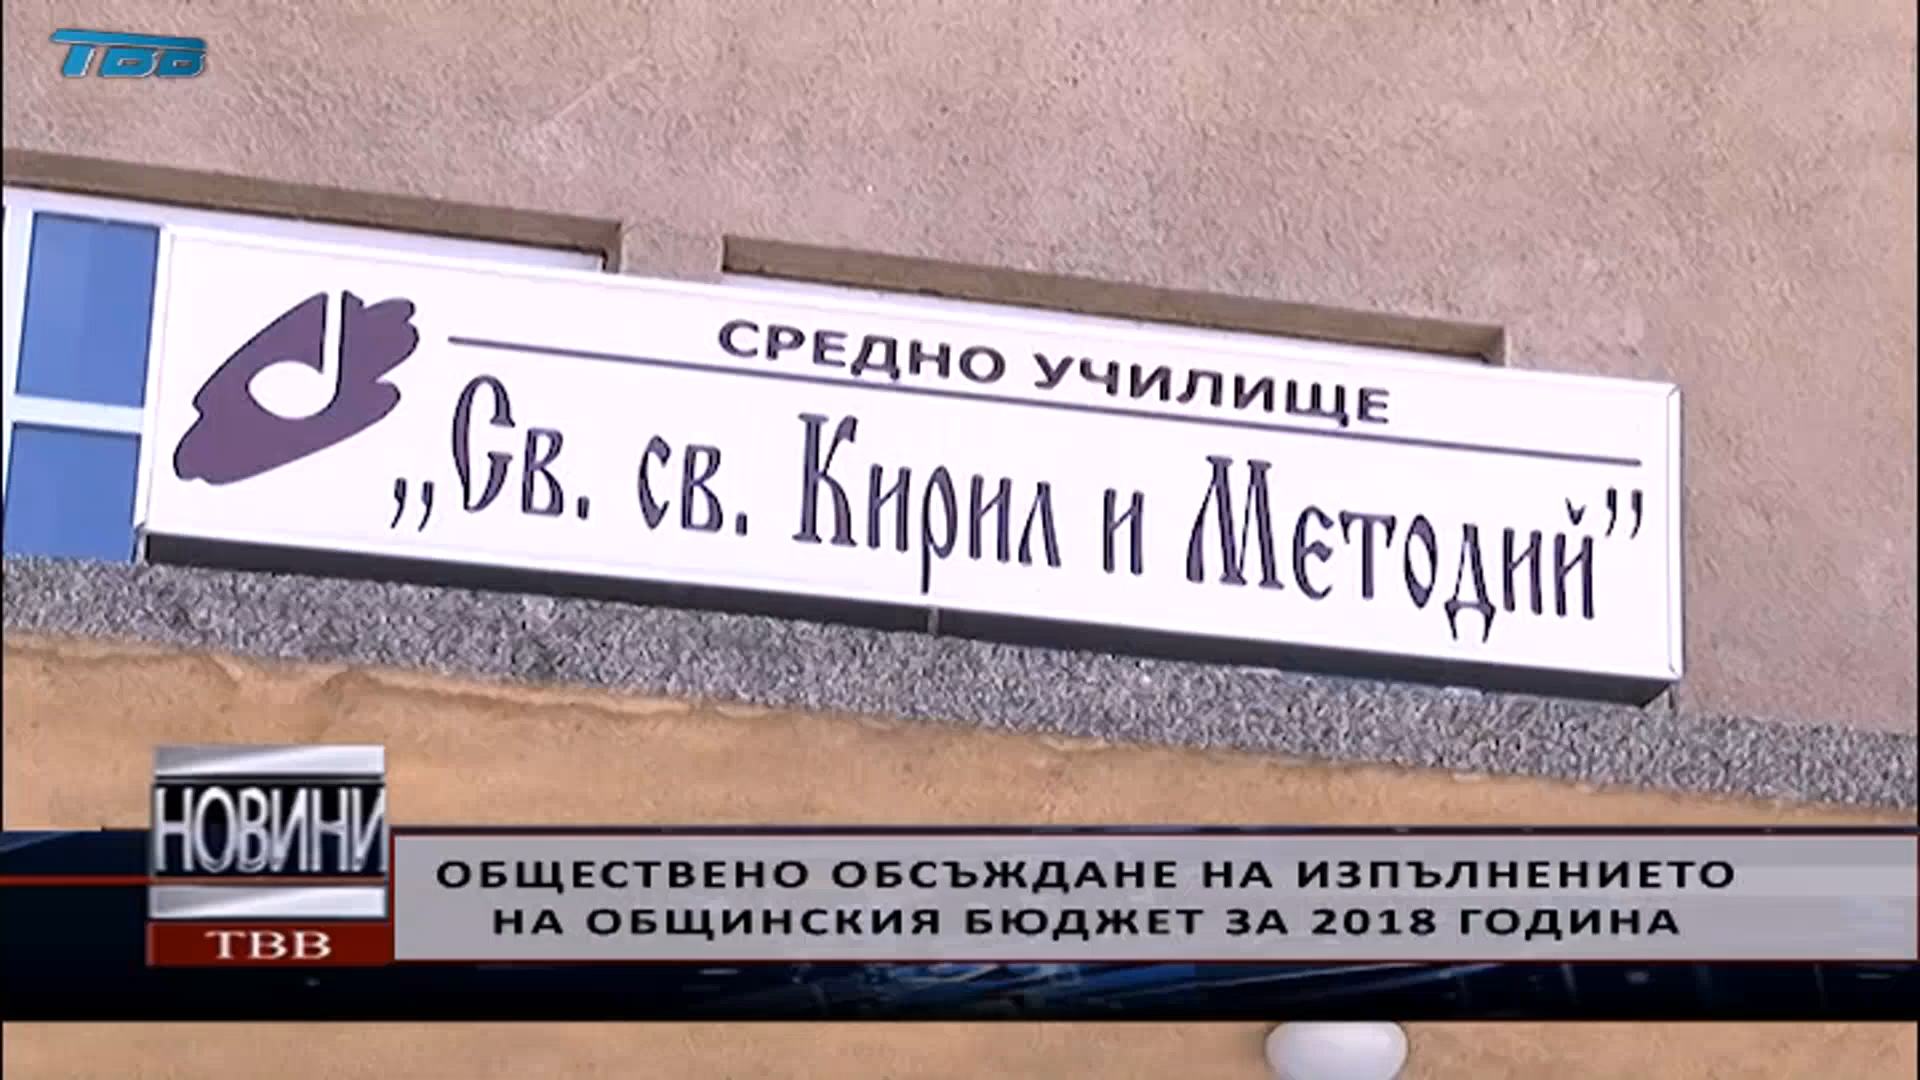 ТВВ
СРЕДНО УЧИЛИЩЕ
„Св. св. Кирил и Методий”
НОВИНИ
ТВВ
ОБЩЕСТВЕНО ОБСЪЖДАНЕ НА ИЗПЪЛНЕНИЕТО
НА ОБЩИНСКИЯ БЮДЖЕТ ЗА 2018 ГОДИНА